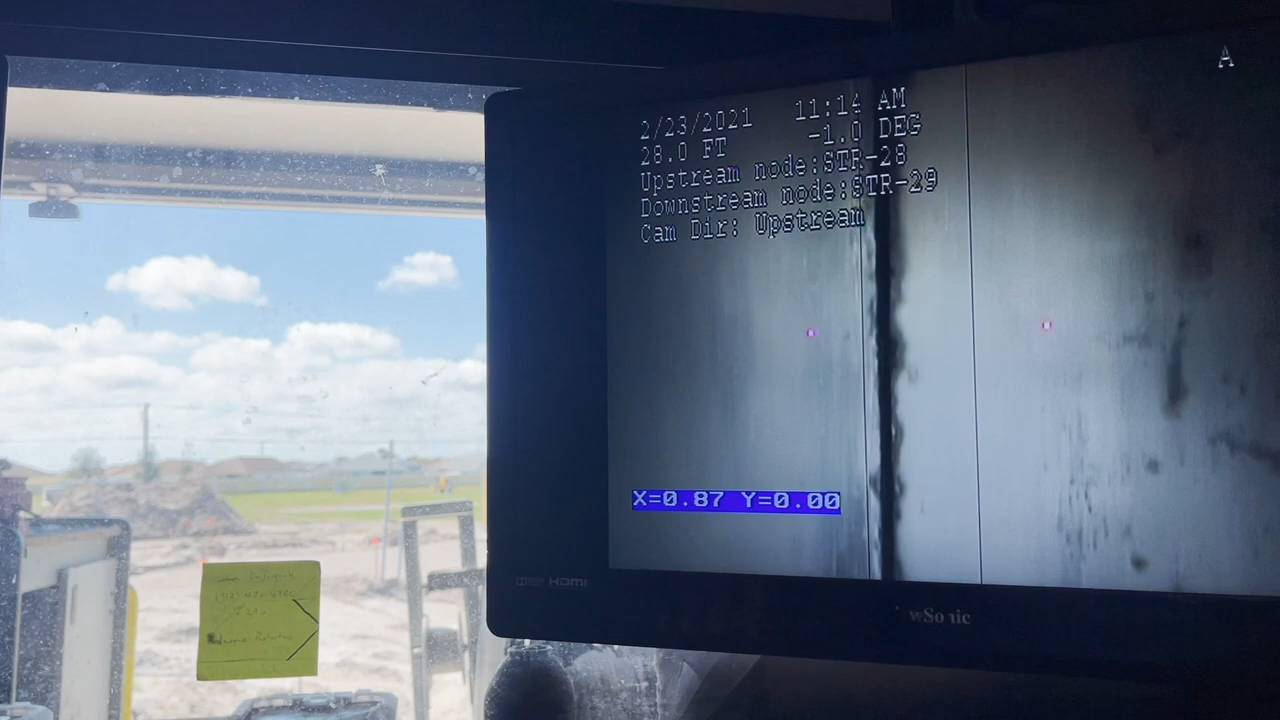 A
2/23/2021 11:14 AM
28.0 FT -1.0 DEG
Upstream node:STR-28
Downstream node:STR-29
Cam Dir: Upstream
X=0.87 Y=0.00
HDMI
wSonic